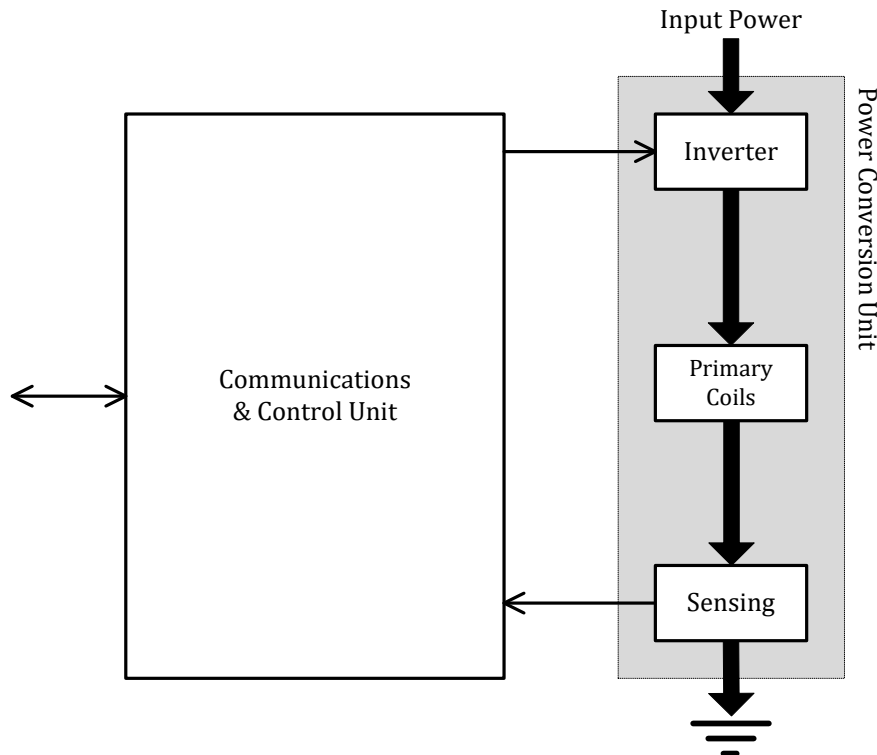 Input Power
Power Conversion Unit
Inverter
Communications
& Control Unit
Primary
Coils
Sensing